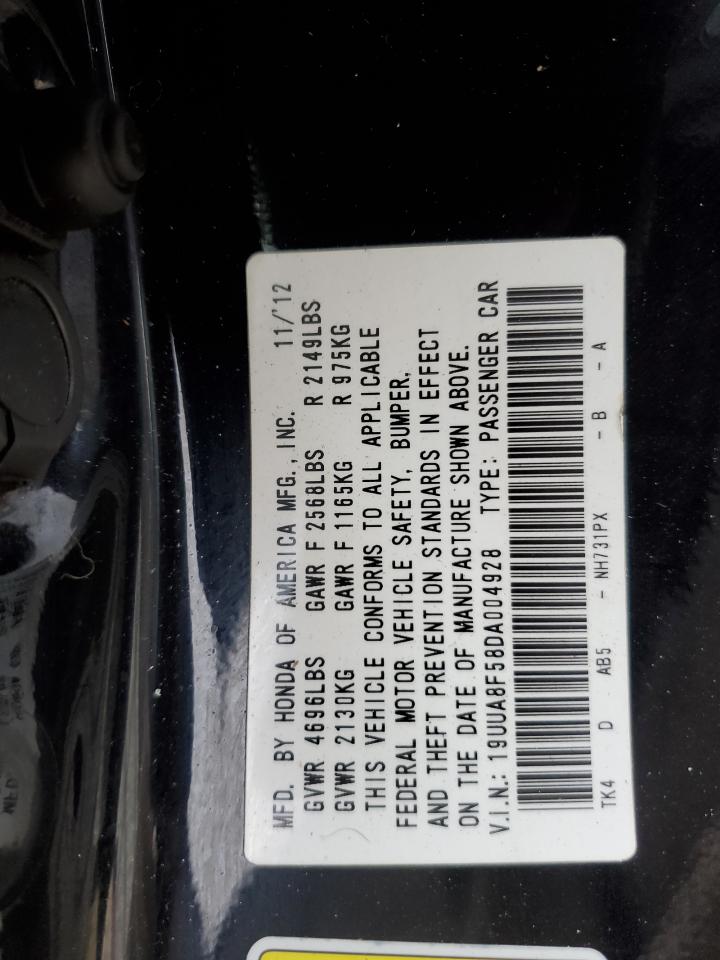 MFD. BY HONDA OF AMERICA MFG., INC. 11/'12
GVWR 4696LBS GAWR F 2568LBS R 2149LBS
GVWR 2130KG GAWR F 1165KG R 975KG
THIS VEHICLE CONFORMS TO ALL APPLICABLE
FEDERAL MOTOR VEHICLE SAFETY, BUMPER,
AND THEFT PREVENTION STANDARDS IN EFFECT
ON THE DATE OF MANUFACTURE SHOWN ABOVE.
V.I.N.: 19UUA8F58DA004928 TYPE: PASSENGER CAR
TK4 D AB5 - NH731PX - B - A